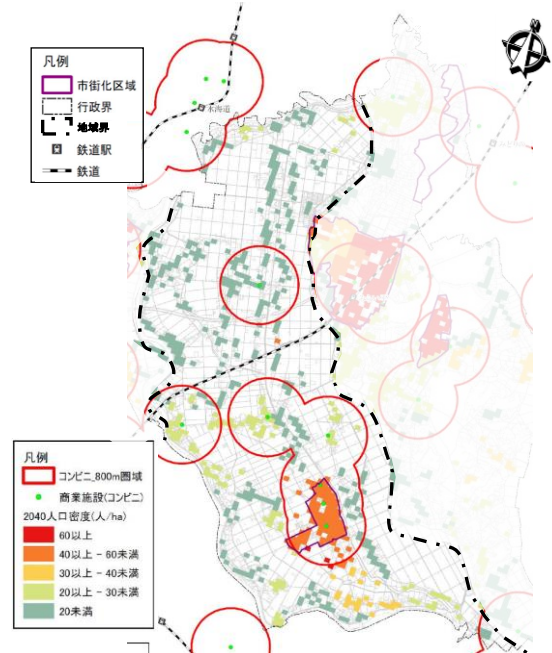 凡例
市街化区域
行政界
地域界
鉄道駅
鉄道
水海道
凡例
コンビニ_800m圏域
商業施設(コンビニ)
2040人口密度(人/ha)
60以上
40以上 - 60未満
30以上 - 40未満
20以上 - 30未満
20未満